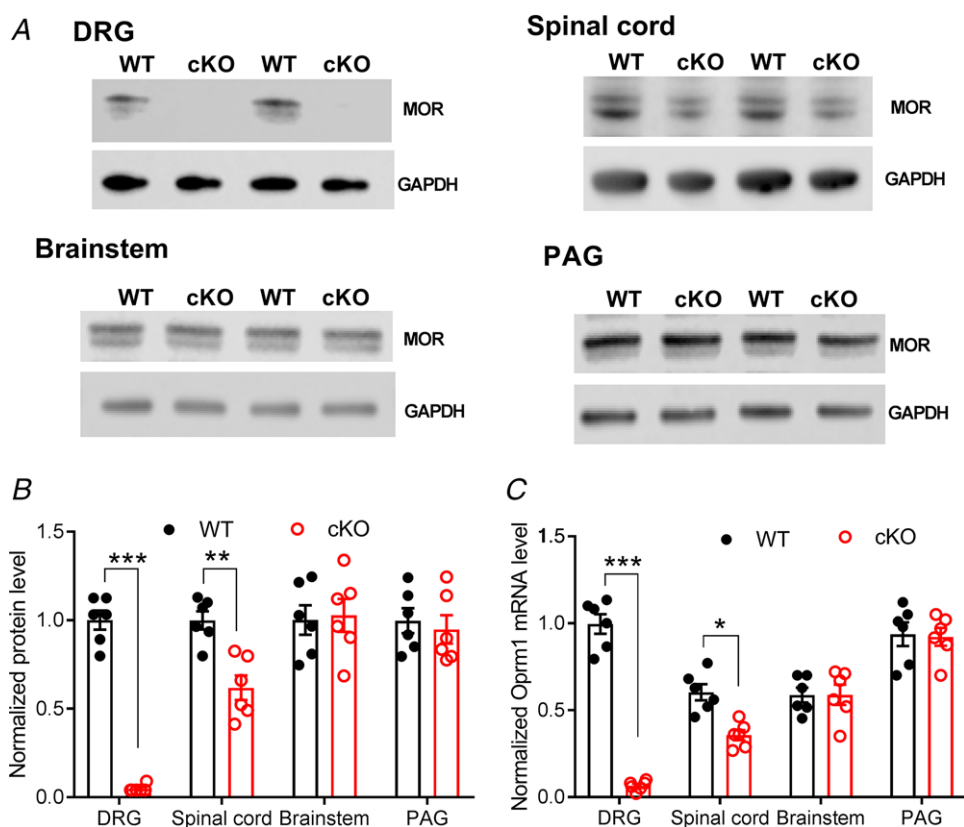 A
DRG
WT cKO WT cKO
MOR
GAPDH
Spinal cord
WT cKO WT cKO
MOR
GAPDH
Brainstem
WT cKO WT cKO
MOR
GAPDH
PAG
WT cKO WT cKO
MOR
GAPDH
B
WT cKO
Normalized protein level
1.5
1.0
0.5
0.0
*** **
DRG Spinal cord Brainstem PAG
C
WT cKO
Normalized Oprm1 mRNA level
1.5
1.0
0.5
0.0
***
*
DRG Spinal cord Brainstem PAG